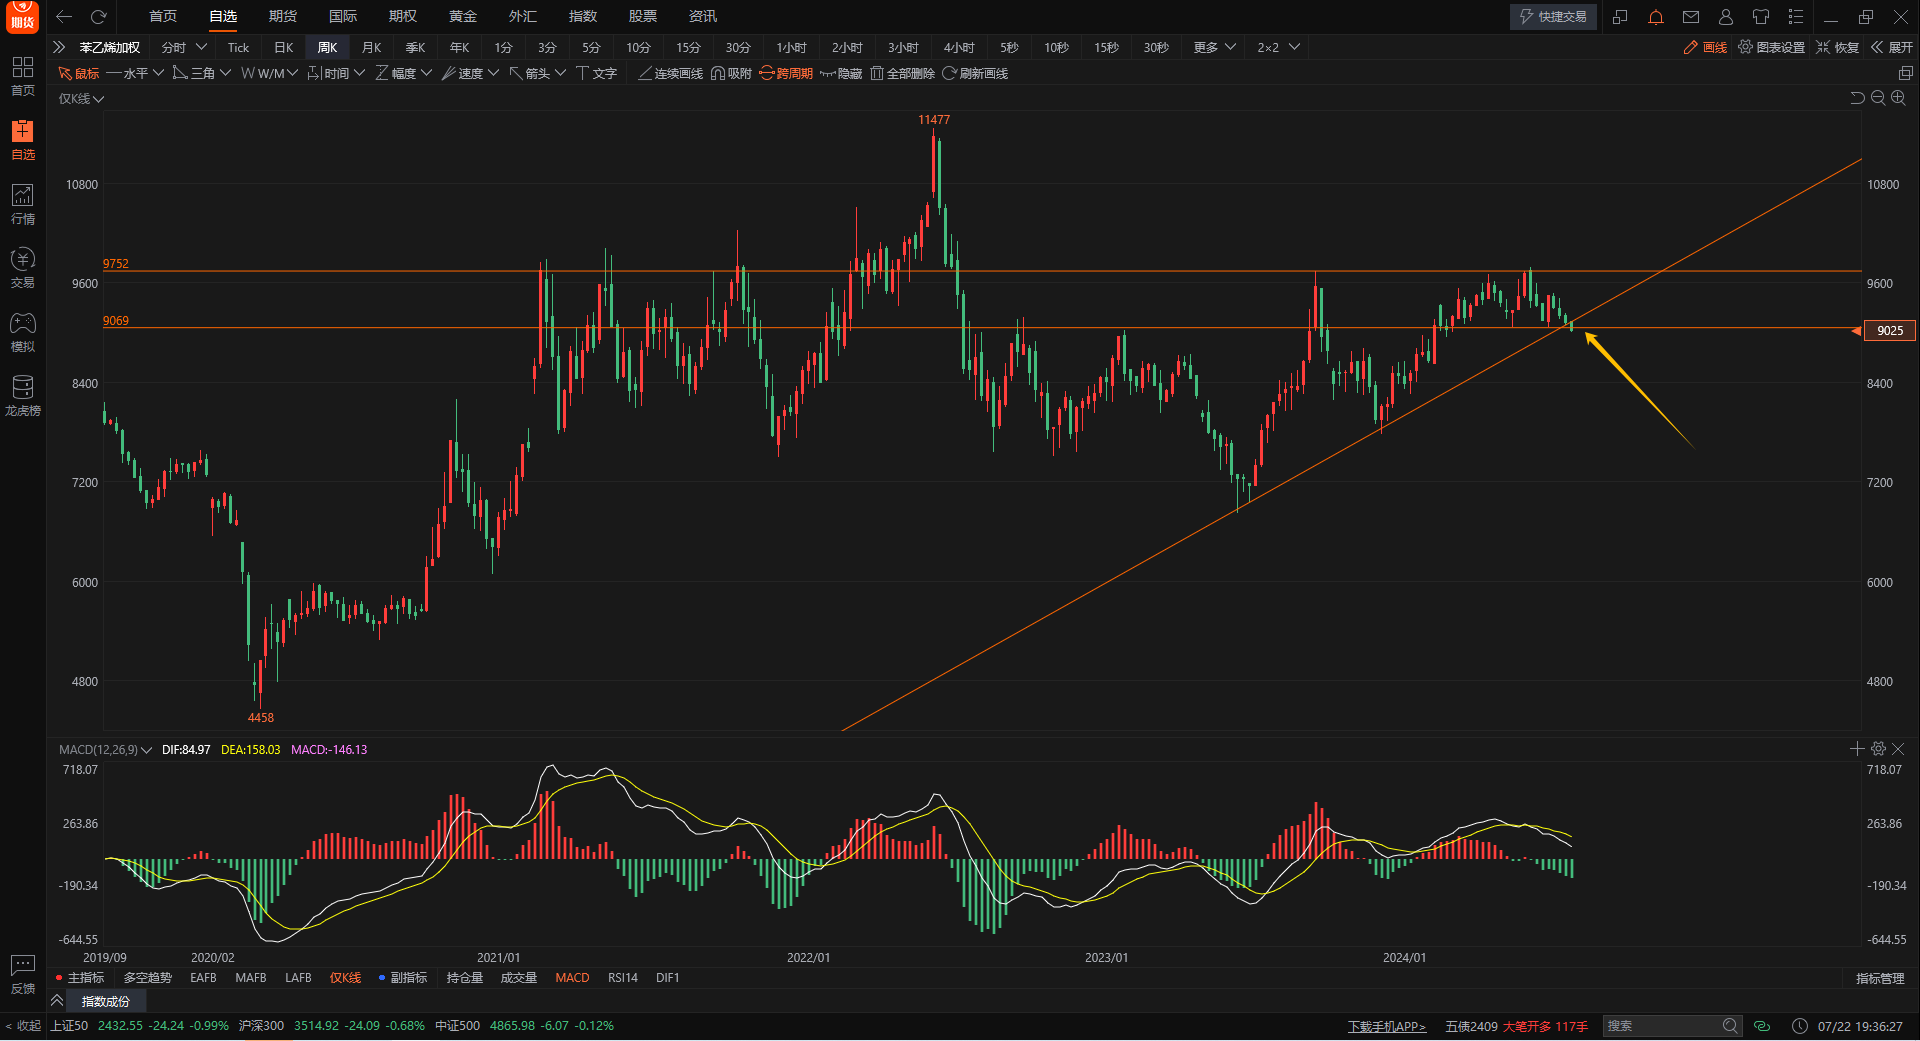 期货
首页 自选 期货 国际 期权 黄金 外汇 指数 股票 资讯 快捷交易
苯乙烯加权 分时 Tick 日K 周K 月K 季K 年K 1分 3分 5分 10分 15分 30分 1小时 2小时 3小时 4小时 5秒 10秒 15秒 30秒 更多 2×2 画线 图表设置 恢复 展开
鼠标 水平 三角 W/M 时间 幅度 速度 箭头 文字 连续画线 吸附 跨周期 隐藏 全部删除 刷新画线
首页
自选
行情
交易
模拟
龙虎榜
反馈
< 收起
仅K线
11477
10800 10800
9752
9600 9600
9069
9025
8400 8400
7200 7200
6000 6000
4800 4800
4458
MACD(12,26,9) DIF:84.97 DEA:158.03 MACD:-146.13
718.07 718.07
263.86 263.86
-190.34 -190.34
-644.55 -644.55
2019/09 2020/02 2021/01 2022/01 2023/01 2024/01
主指标 多空趋势 EAFB MAFB LAFB 仅K线 副指标 持仓量 成交量 MACD RSI14 DIF1 指标管理
指数成份
上证50 2432.55 -24.24 -0.99% 沪深300 3514.92 -24.09 -0.68% 中证500 4865.98 -6.07 -0.12% 下载手机APP> 五债2409 大笔开多 117手 搜索 07/22 19:36:27